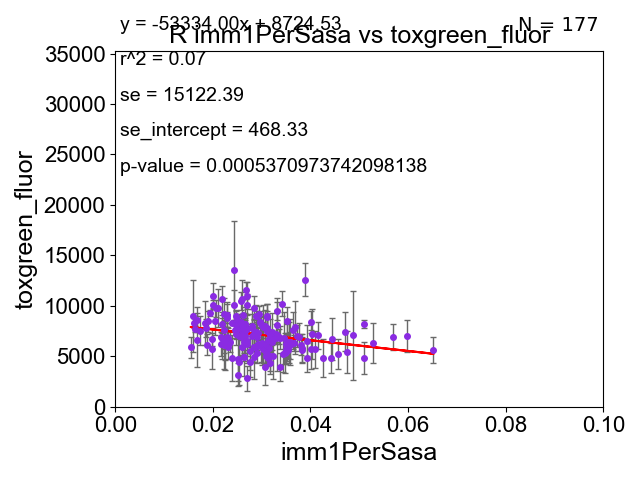 y = -53334.00x + 8724.53
N = 177
R imm1PerSasa vs toxgreen_fluor
r^2 = 0.07
se = 15122.39
se_intercept = 468.33
p-value = 0.0005370973742098138
35000
30000
25000
20000
15000
10000
5000
0
toxgreen_fluor
0.00 0.02 0.04 0.06 0.08 0.10
imm1PerSasa